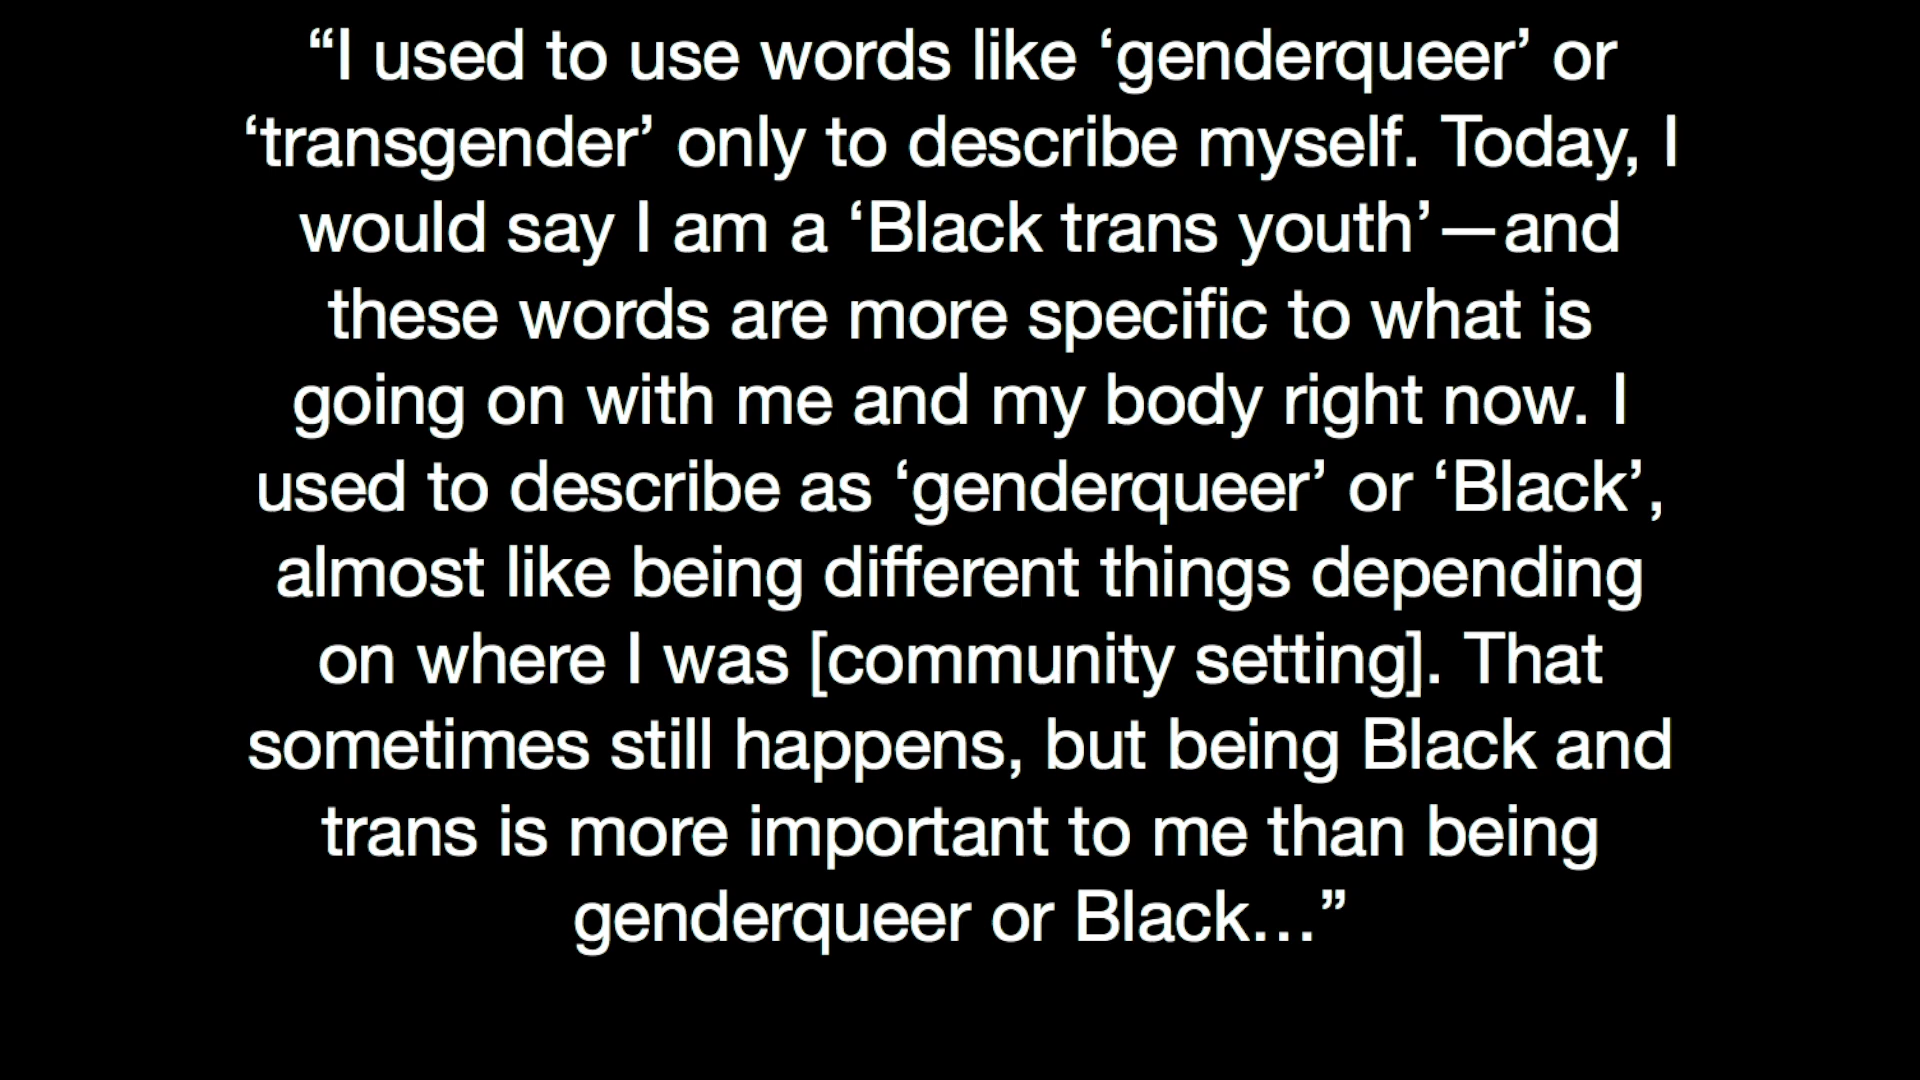 “I used to use words like ‘genderqueer’ or
‘transgender’ only to describe myself. Today, I
would say I am a ‘Black trans youth’—and
these words are more specific to what is
going on with me and my body right now. I
used to describe as ‘genderqueer’ or ‘Black’,
almost like being different things depending
on where I was [community setting]. That
sometimes still happens, but being Black and
trans is more important to me than being
genderqueer or Black…”